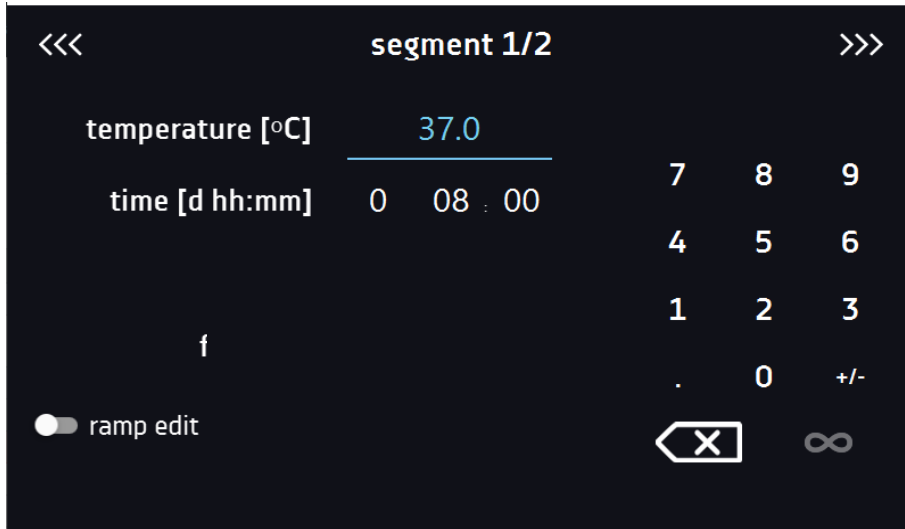 <<< segment 1/2 >>>
temperature [°C] 37.0
time [d hh:mm] 0 08 : 00
7 8 9
4 5 6
1 2 3
f
. 0 +/-
ramp edit
X ∞